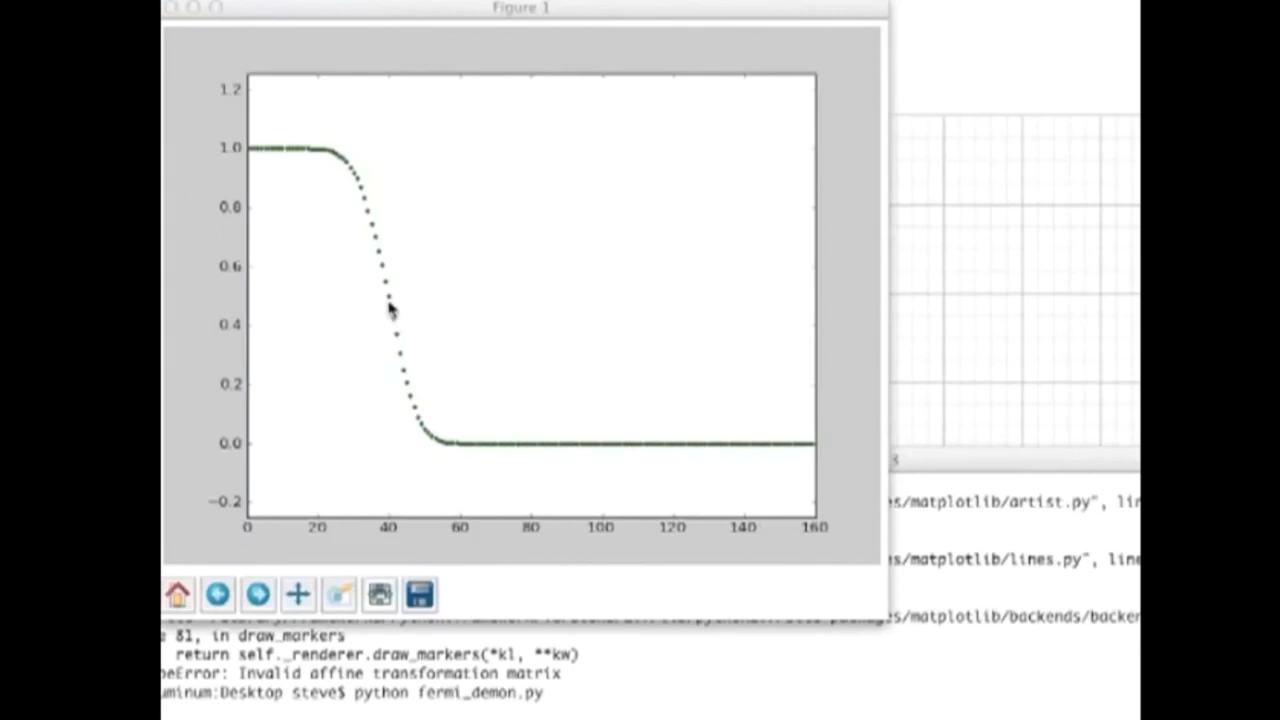 Figure 1
1.2
1.0
0.8
0.6
0.4
0.2
0.0
−0.2
0 20 40 60 80 100 120 140 160
es/matplotlib/artist.py", lin
es/matplotlib/lines.py", line
packages/matplotlib/backends/backen
e 81, in draw_markers
return self._renderer.draw_markers(*kl, **kw)
peError: Invalid affine transformation matrix
uminum:Desktop steve$ python fermi_demon.py